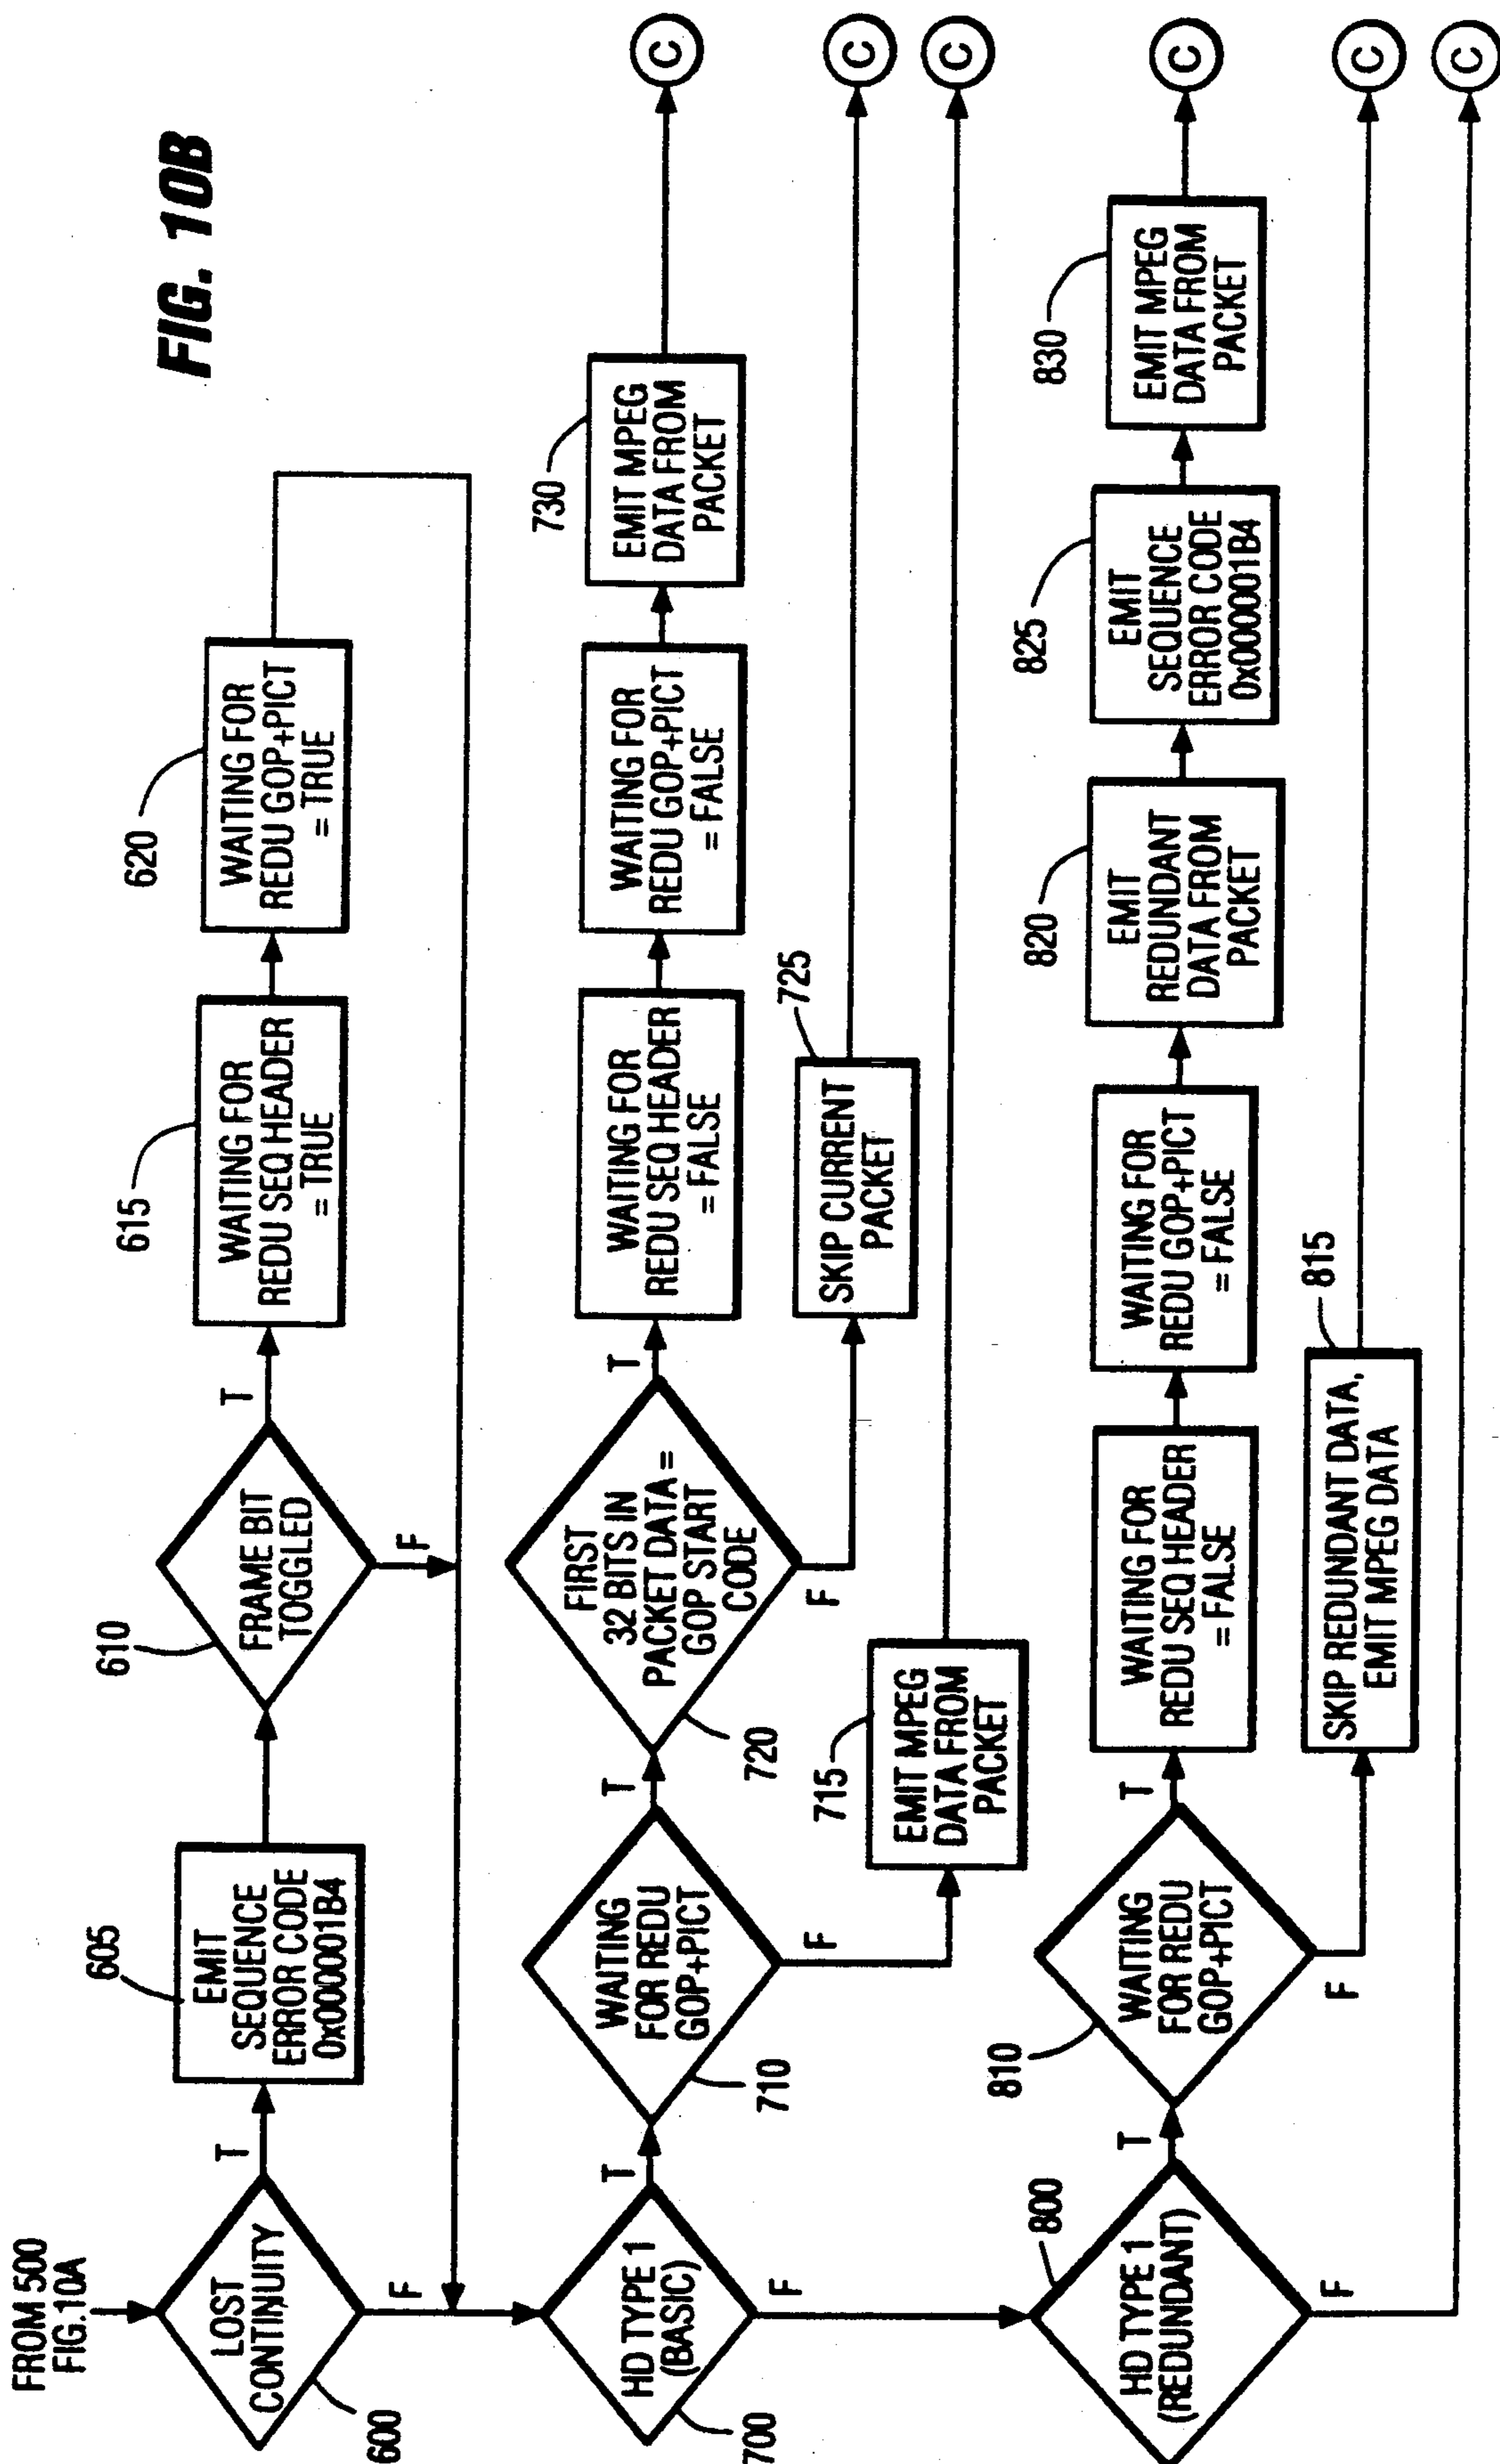 FIG. 10B
FROM 500
FIG.10A
LOST
CONTINUITY
600
T
F
EMIT
SEQUENCE
ERROR CODE
0x000001B4
605
FRAME BIT
TOGGLED
610
T
F
WAITING FOR
REDU SEQ HEADER
= TRUE
615
WAITING FOR
REDU GOP+PICT
= TRUE
620
HD TYPE 1
(BASIC)
700
T
F
WAITING
FOR REDU
GOP+PICT
710
T
F
EMIT MPEG
DATA FROM
PACKET
715
C
FIRST
32 BITS IN
PACKET DATA =
GOP START
CODE
720
T
F
SKIP CURRENT
PACKET
725
C
WAITING FOR
REDU SEQ HEADER
= FALSE
WAITING FOR
REDU GOP+PICT
= FALSE
EMIT MPEG
DATA FROM
PACKET
730
C
HD TYPE 1
(REDUNDANT)
800
T
F
C
WAITING
FOR REDU
GOP+PICT
810
T
F
SKIP REDUNDANT DATA,
EMIT MPEG DATA
815
C
WAITING FOR
REDU SEQ HEADER
= FALSE
WAITING FOR
REDU GOP+PICT
= FALSE
EMIT
REDUNDANT
DATA FROM
PACKET
820
EMIT
SEQUENCE
ERROR CODE
0x000001B4
825
EMIT MPEG
DATA FROM
PACKET
830
C